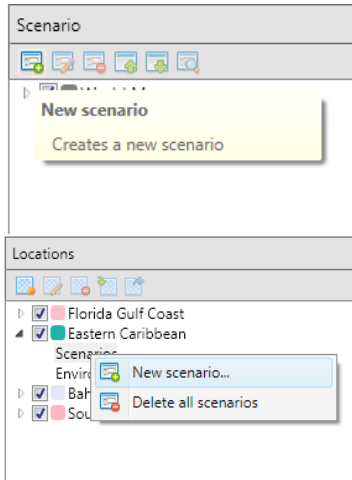 Scenario
New scenario
Creates a new scenario
Locations
Florida Gulf Coast
Eastern Caribbean
Scenarios
New scenario...
Delete all scenarios